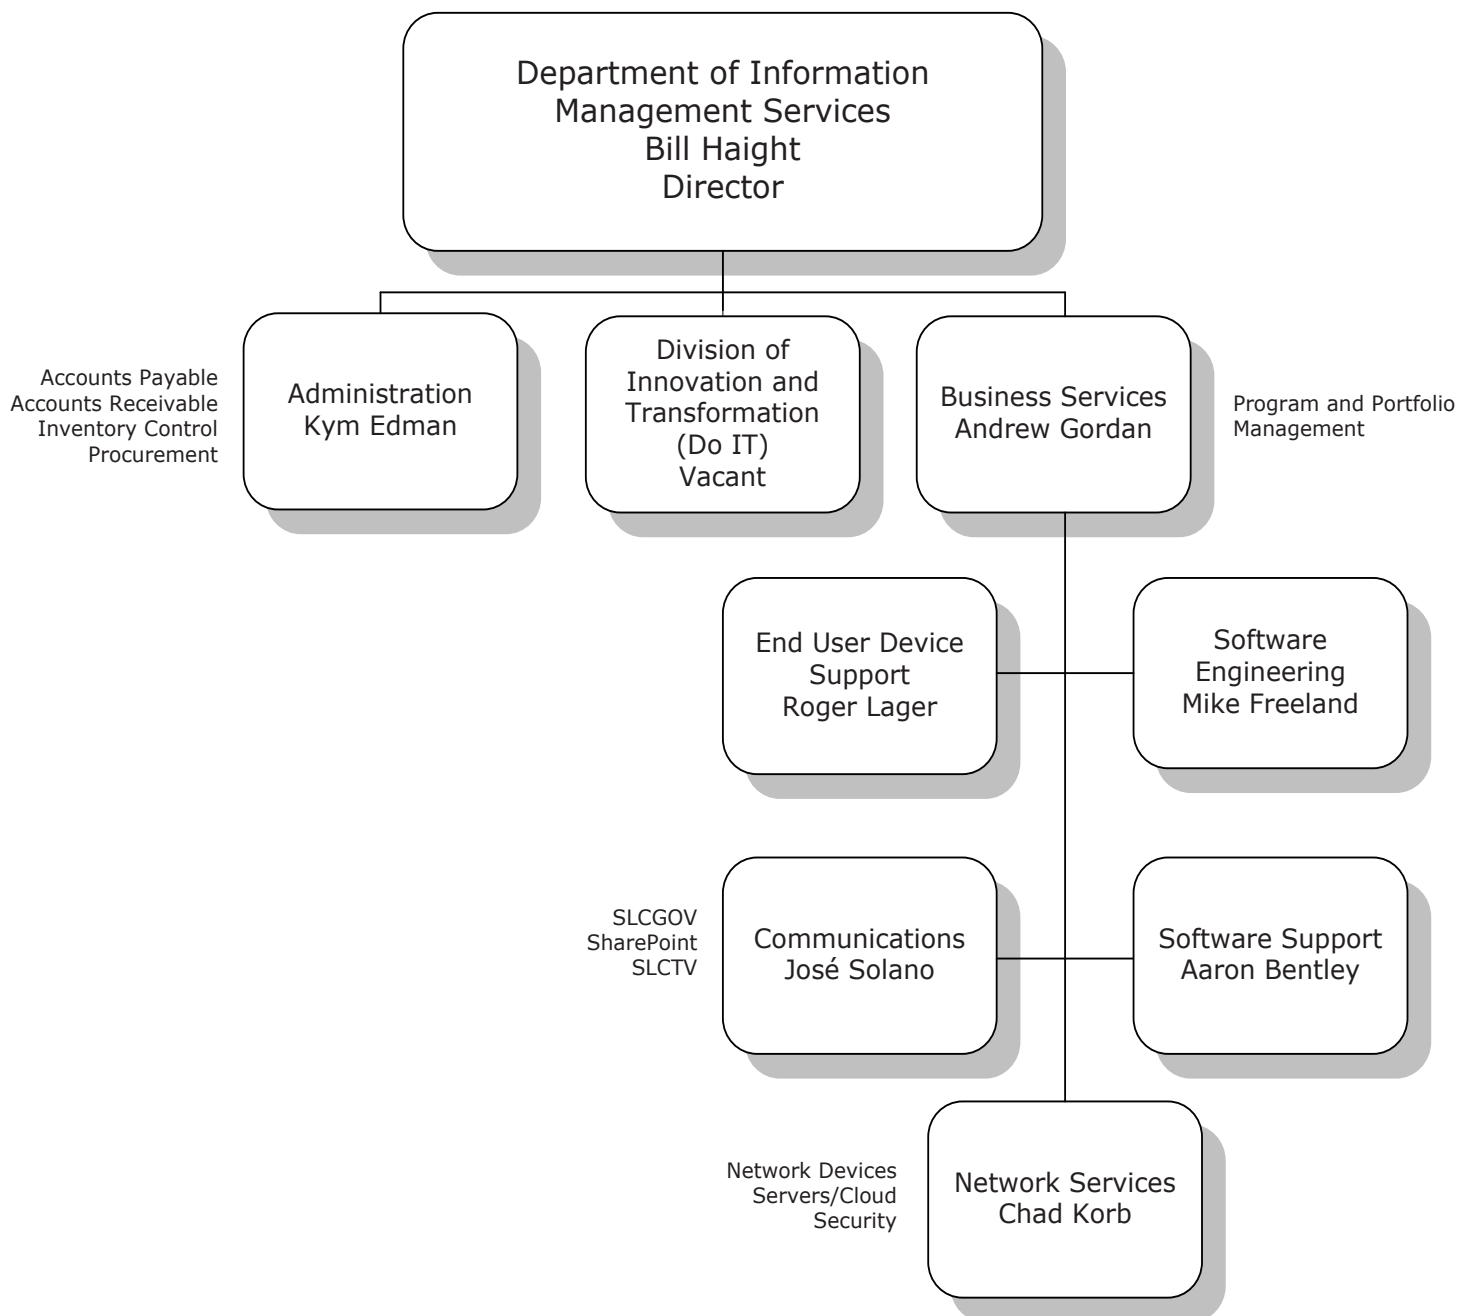 Department of Information
Management Services
Bill Haight
Director
Accounts Payable
Accounts Receivable
Inventory Control
Procurement
Administration
Kym Edman
Division of
Innovation and
Transformation
(Do IT)
Vacant
Business Services
Andrew Gordan
Program and Portfolio
Management
End User Device
Support
Roger Lager
Software
Engineering
Mike Freeland
SLCGOV
SharePoint
SLCTV
Communications
José Solano
Software Support
Aaron Bentley
Network Devices
Servers/Cloud
Security
Network Services
Chad Korb